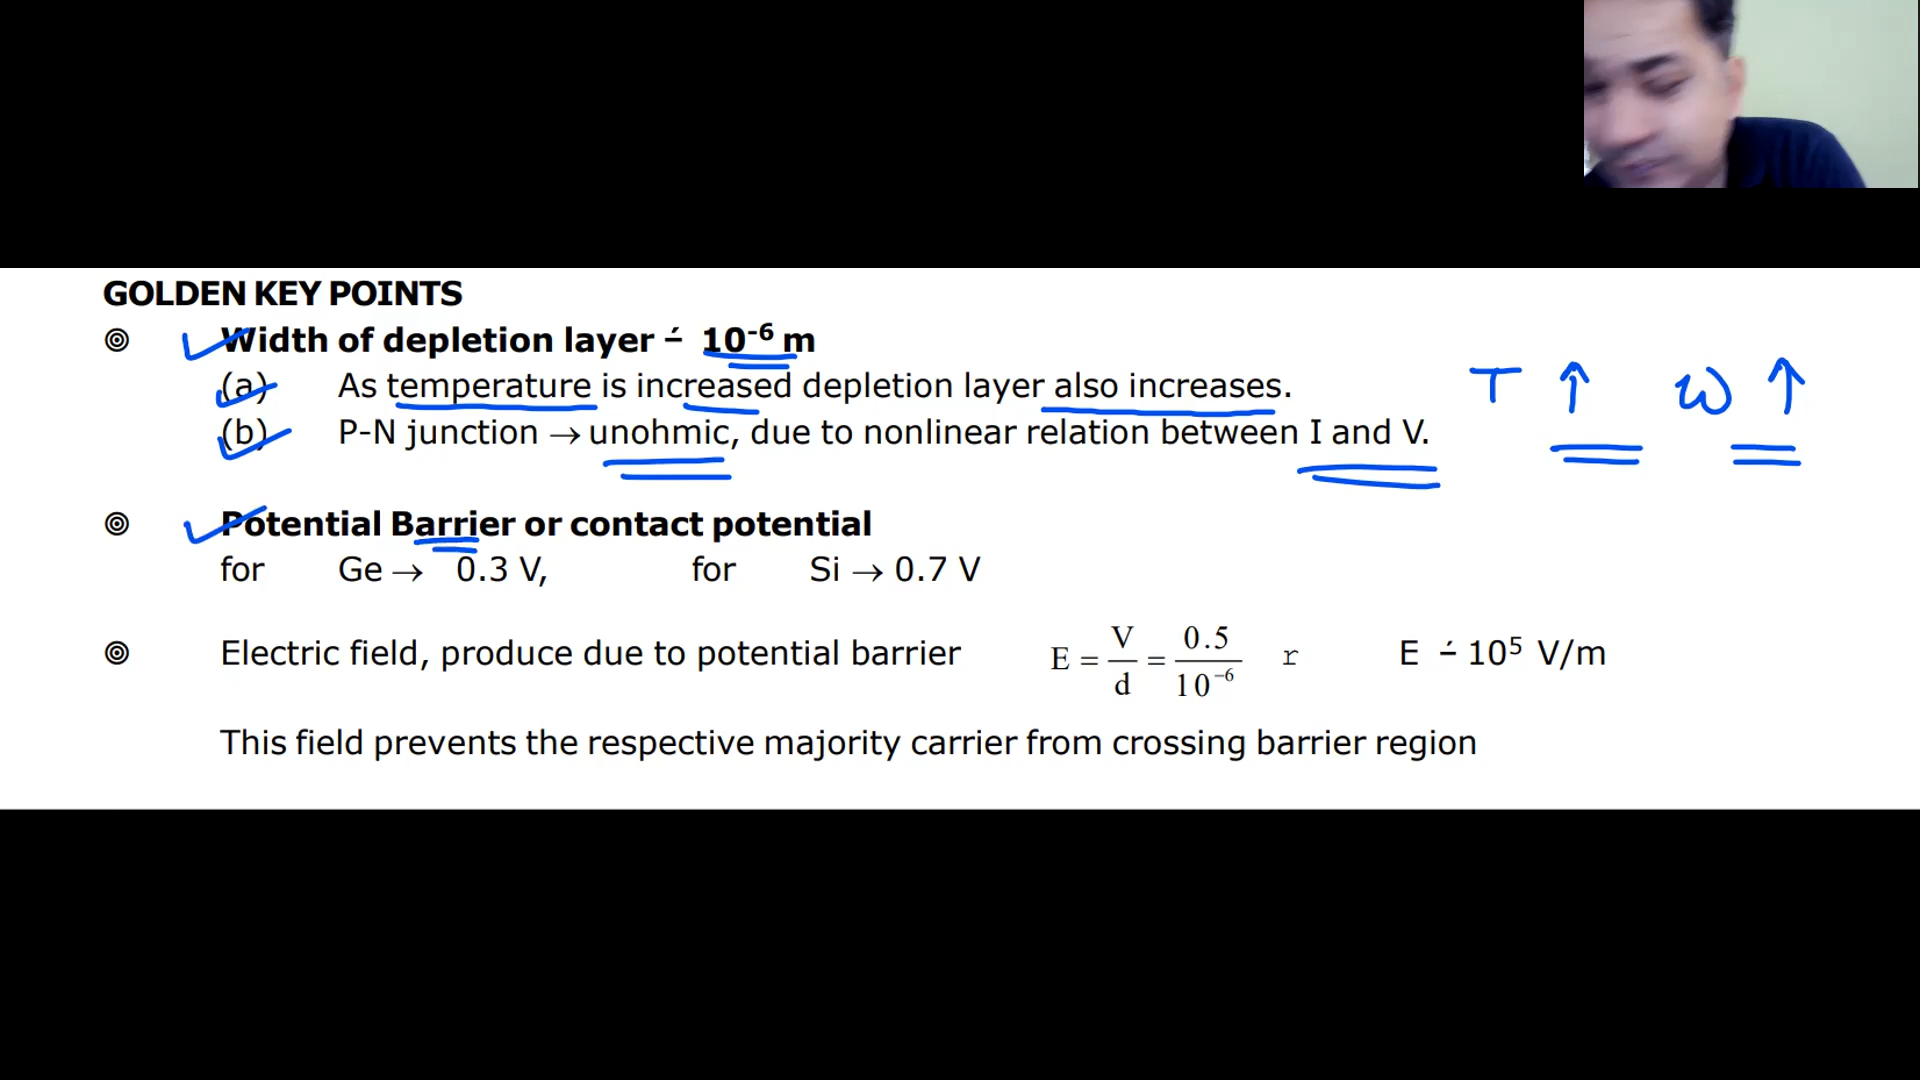 GOLDEN KEY POINTS
Width of depletion layer ≐ 10⁻⁶ m
(a) As temperature is increased depletion layer also increases. T ↑ W ↑
(b) P-N junction → unohmic, due to nonlinear relation between I and V.
Potential Barrier or contact potential
for Ge → 0.3 V, for Si → 0.7 V
Electric field, produce due to potential barrier E = V/d = 0.5/10⁻⁶ r E ≐ 10⁵ V/m
This field prevents the respective majority carrier from crossing barrier region